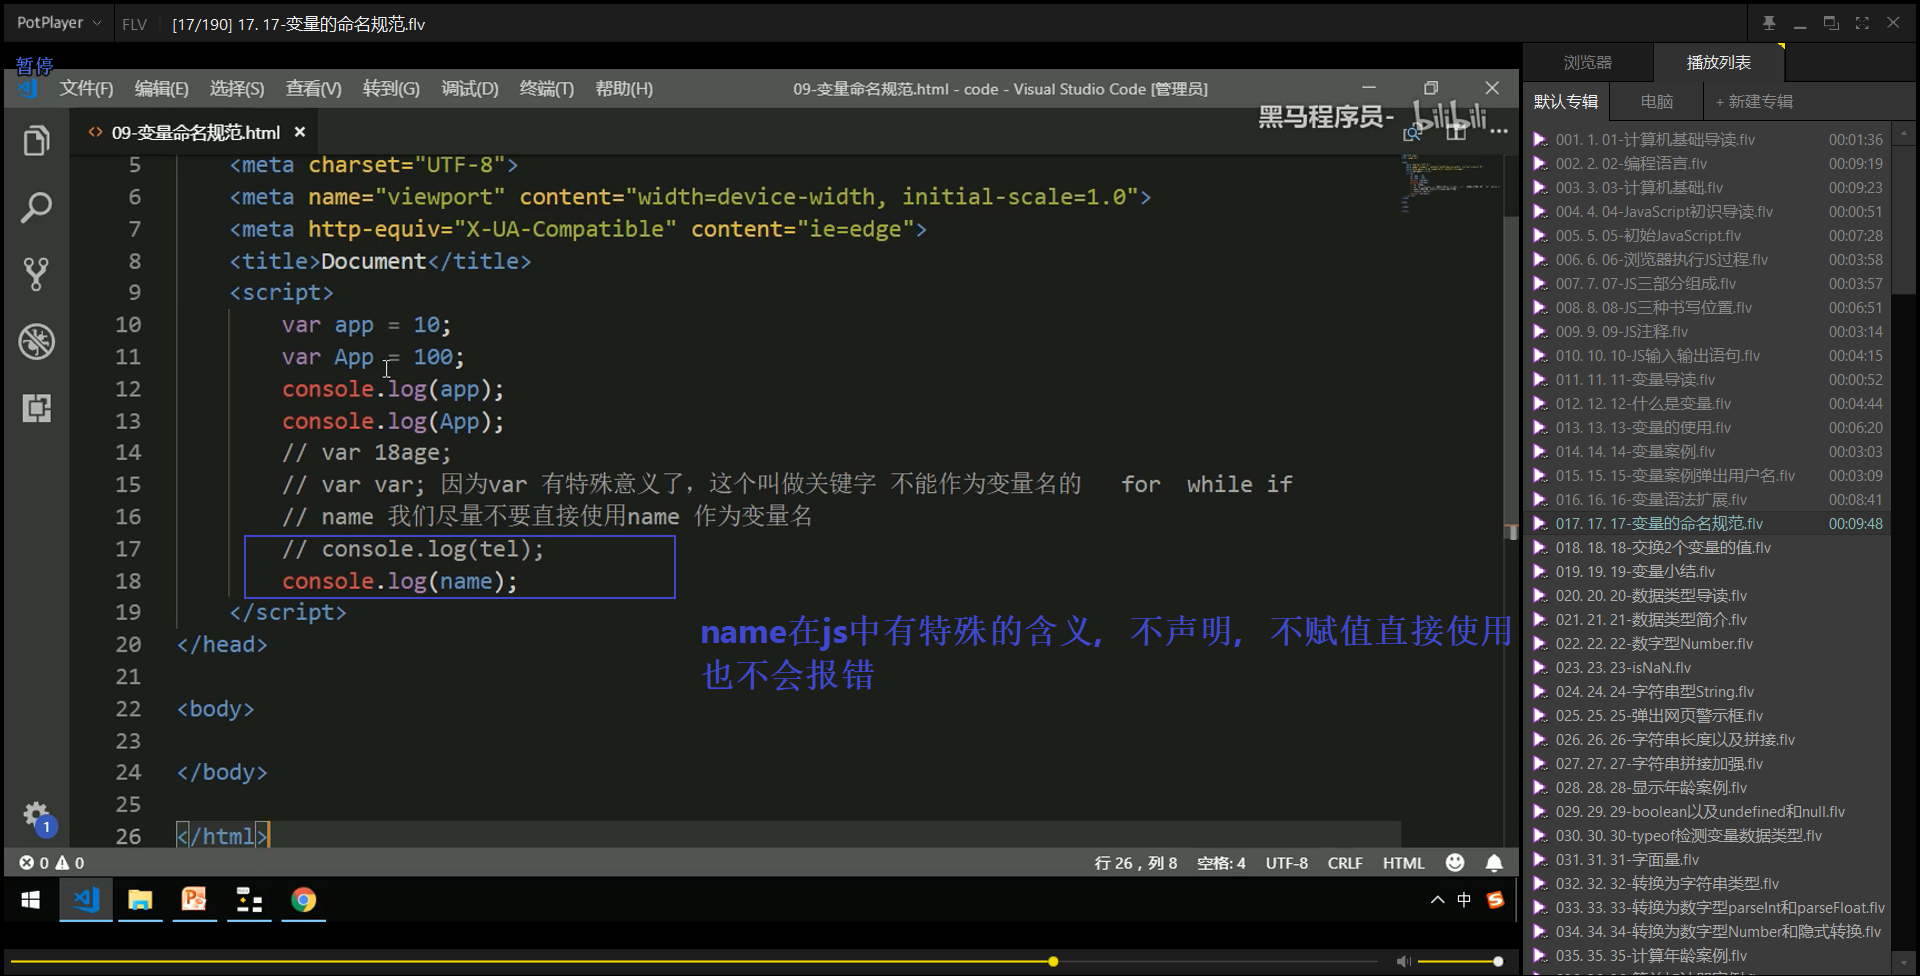 PotPlayer FLV [17/190] 17. 17-变量的命名规范.flv
暂停
文件(F) 编辑(E) 选择(S) 查看(V) 转到(G) 调试(D) 终端(T) 帮助(H) 09-变量命名规范.html - code - Visual Studio Code [管理员]
09-变量命名规范.html
黑马程序员- bilibili
5 <meta charset="UTF-8">
6 <meta name="viewport" content="width=device-width, initial-scale=1.0">
7 <meta http-equiv="X-UA-Compatible" content="ie=edge">
8 <title>Document</title>
9 <script>
10 var app = 10;
11 var App = 100;
12 console.log(app);
13 console.log(App);
14 // var 18age;
15 // var var; 因为var 有特殊意义了，这个叫做关键字 不能作为变量名的 for while if
16 // name 我们尽量不要直接使用name 作为变量名
17 // console.log(tel);
18 console.log(name);
19 </script>
20 </head>
21
22 <body>
23
24 </body>
25
26 </html>
name在js中有特殊的含义，不声明，不赋值直接使用
也不会报错
1
0 0 行 26，列 8 空格: 4 UTF-8 CRLF HTML
中
浏览器 播放列表
默认专辑 电脑 + 新建专辑
001. 1. 01-计算机基础导读.flv 00:01:36
002. 2. 02-编程语言.flv 00:09:19
003. 3. 03-计算机基础.flv 00:09:23
004. 4. 04-JavaScript初识导读.flv 00:00:51
005. 5. 05-初始JavaScript.flv 00:07:28
006. 6. 06-浏览器执行JS过程.flv 00:03:58
007. 7. 07-JS三部分组成.flv 00:03:57
008. 8. 08-JS三种书写位置.flv 00:06:51
009. 9. 09-JS注释.flv 00:03:14
010. 10. 10-JS输入输出语句.flv 00:04:15
011. 11. 11-变量导读.flv 00:00:52
012. 12. 12-什么是变量.flv 00:04:44
013. 13. 13-变量的使用.flv 00:06:20
014. 14. 14-变量案例.flv 00:03:03
015. 15. 15-变量案例弹出用户名.flv 00:03:09
016. 16. 16-变量语法扩展.flv 00:08:41
017. 17. 17-变量的命名规范.flv 00:09:48
018. 18. 18-交换2个变量的值.flv
019. 19. 19-变量小结.flv
020. 20. 20-数据类型导读.flv
021. 21. 21-数据类型简介.flv
022. 22. 22-数字型Number.flv
023. 23. 23-isNaN.flv
024. 24. 24-字符串型String.flv
025. 25. 25-弹出网页警示框.flv
026. 26. 26-字符串长度以及拼接.flv
027. 27. 27-字符串拼接加强.flv
028. 28. 28-显示年龄案例.flv
029. 29. 29-boolean以及undefined和null.flv
030. 30. 30-typeof检测变量数据类型.flv
031. 31. 31-字面量.flv
032. 32. 32-转换为字符串类型.flv
033. 33. 33-转换为数字型parseInt和parseFloat.flv
034. 34. 34-转换为数字型Number和隐式转换.flv
035. 35. 35-计算年龄案例.flv